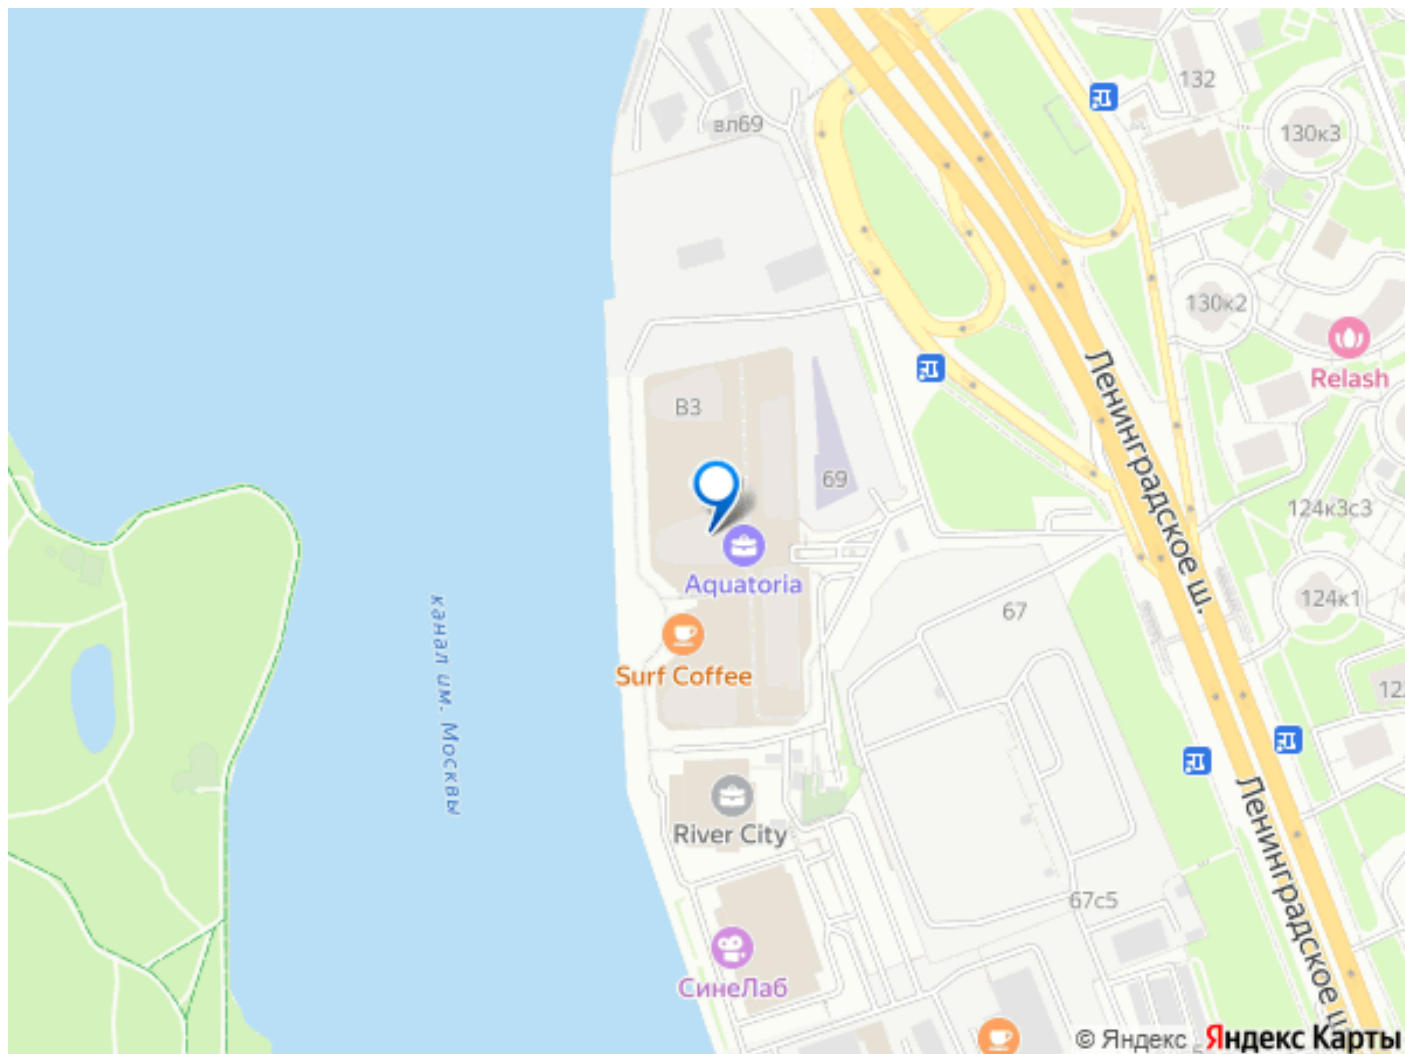 132
130к3
вл69
130к2
Relash
Ленинградское ш.
В3
69
124к3с3
Aquatoria
67
124к1
канал им. Москвы
Surf Coffee
12
River City
Ленинградское ш.
67с5
СинеЛаб
© Яндекс Яндекс Карты